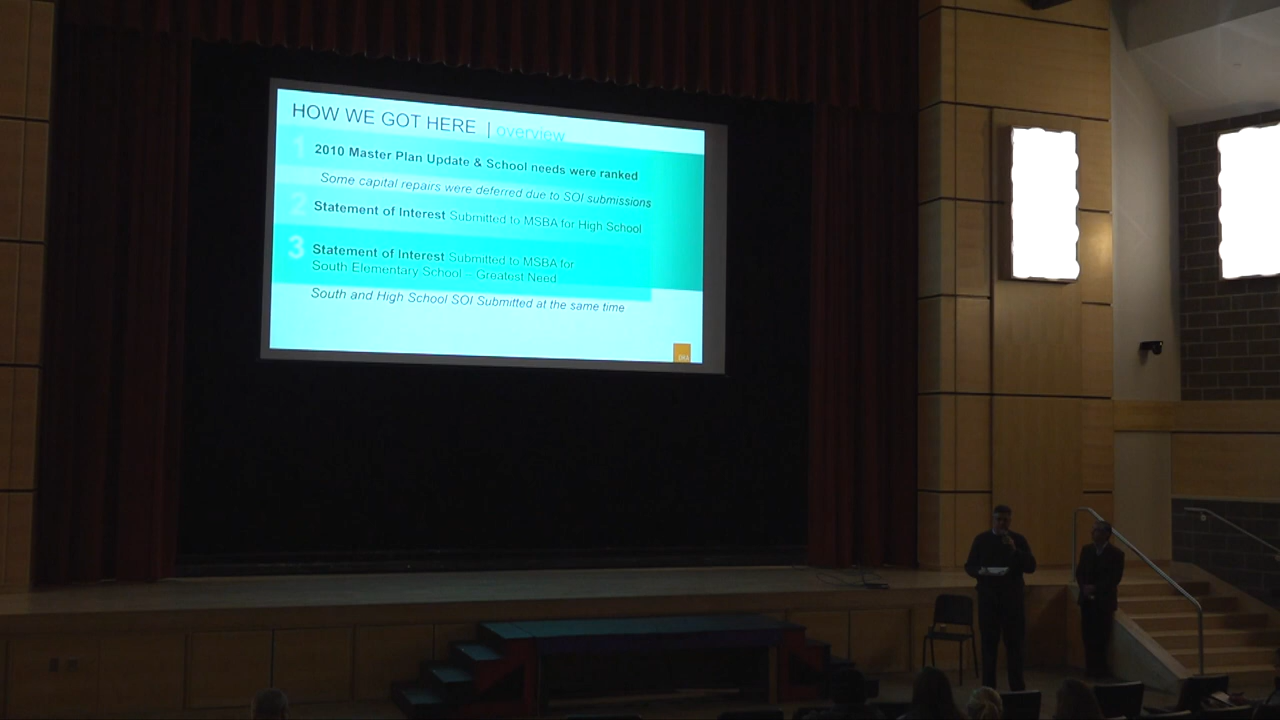 HOW WE GOT HERE | overview
1 2010 Master Plan Update & School needs were ranked
Some capital repairs were deferred due to SOI submissions
2 Statement of Interest Submitted to MSBA for High School
3 Statement of Interest Submitted to MSBA for
South Elementary School – Greatest Need
South and High School SOI Submitted at the same time